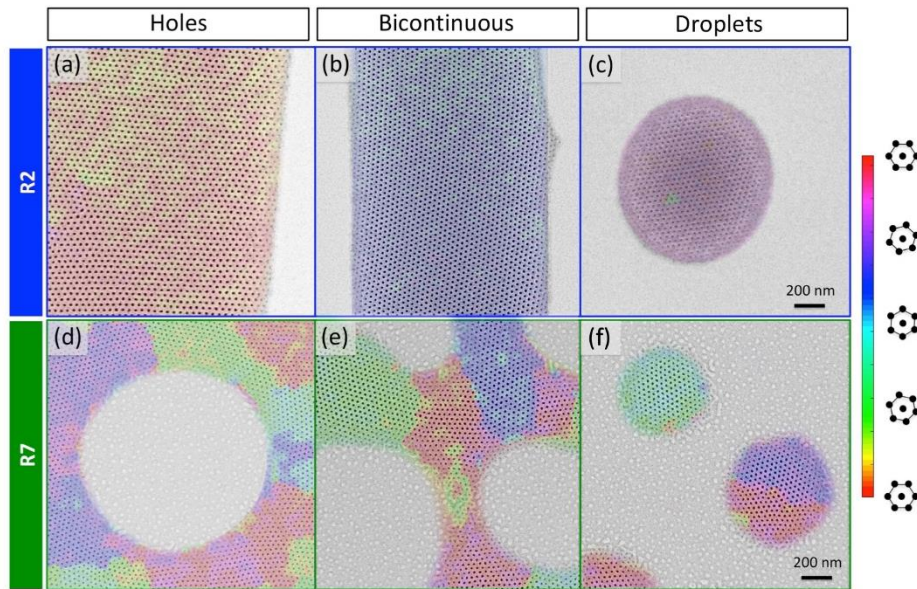 Holes
Bicontinuous
Droplets
R2
(a)
(b)
(c)
200 nm
R7
(d)
(e)
(f)
200 nm